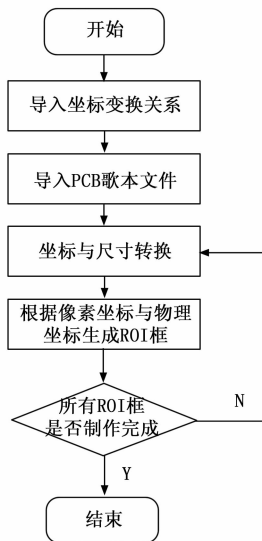 开始
导入坐标变换关系
导入PCB歌本文件
坐标与尺寸转换
根据像素坐标与物理
坐标生成ROI框
所有ROI框
是否制作完成
N
Y
结束